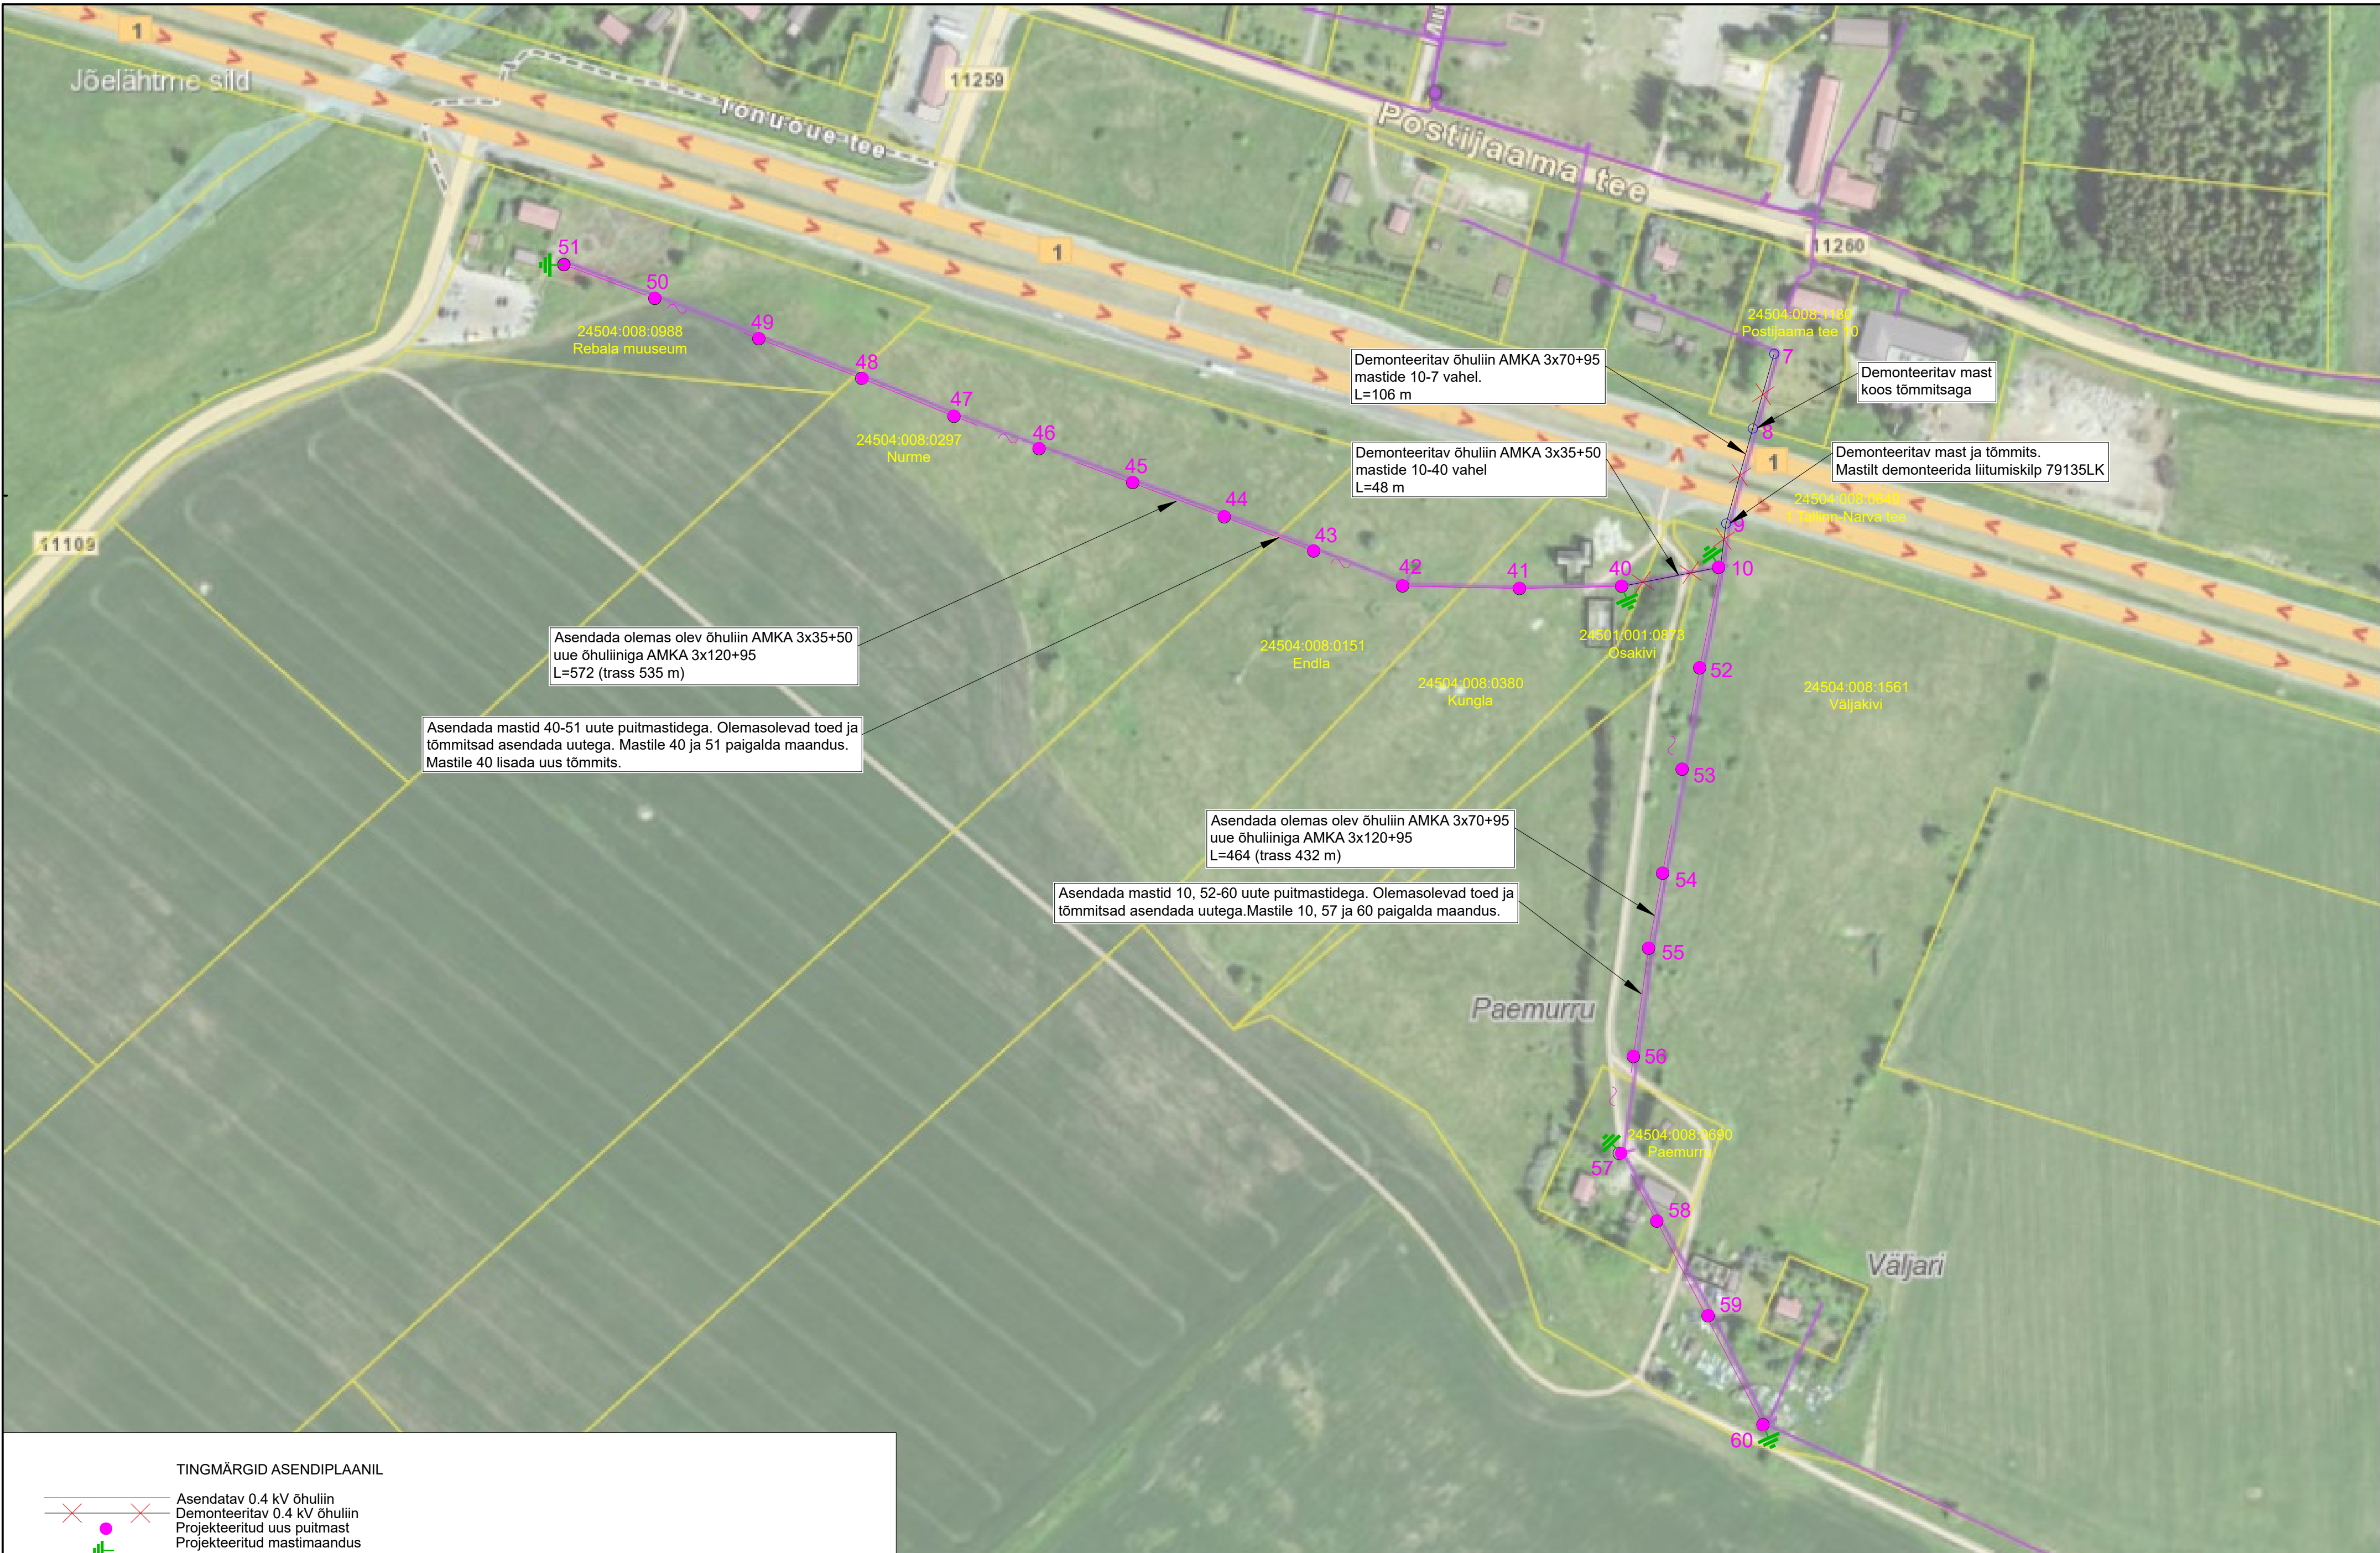 1
Jõelähtme sild
Tõnuõue tee
11259
Postijaama tee
11260
1
51
50
49
48
47
46
45
44
43
42
41
40
24504:008:0988
Rebala muuseum
24504:008:0297
Nurme
24504:008:1180
Postijaama tee 10
7
8
9
10
1
Demonteeritav õhuliin AMKA 3x70+95
mastide 10-7 vahel.
L=106 m
Demonteeritav mast
koos tõmmitsaga
Demonteeritav õhuliin AMKA 3x35+50
mastide 10-40 vahel
L=48 m
Demonteeritav mast ja tõmmits.
Mastilt demonteerida liitumiskilp 79135LK
1 Tallinn-Narva tee
11109
Asendada olemas olev õhuliin AMKA 3x35+50
uue õhuliiniga AMKA 3x120+95
L=572 (trass 535 m)
24504:008:0151
Endla
24501:001:0873
Osakivi
24504:008:0380
Kungla
24504:008:1561
Väljakivi
52
53
54
55
56
57
58
59
60
Asendada mastid 40-51 uute puitmastidega. Olemasolevad toed ja
tõmmitsad asendada uutega. Mastile 40 ja 51 paigalda maandus.
Mastile 40 lisada uus tõmmits.
Asendada olemas olev õhuliin AMKA 3x70+95
uue õhuliiniga AMKA 3x120+95
L=464 (trass 432 m)
Asendada mastid 10, 52-60 uute puitmastidega. Olemasolevad toed ja
tõmmitsad asendada uutega.Mastile 10, 57 ja 60 paigalda maandus.
Paemurru
24504:008:0690
Paemurru
Väljari
TINGMÄRGID ASENDIPLAANIL
Asendatav 0.4 kV õhuliin
Demonteeritav 0.4 kV õhuliin
Projekteeritud uus puitmast
Projekteeritud mastimaandus